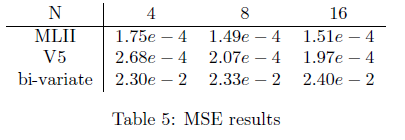 N 4 8 16
MLII 1.75e − 4 1.49e − 4 1.51e − 4
V5 2.68e − 4 2.07e − 4 1.97e − 4
bi-variate 2.30e − 2 2.33e − 2 2.40e − 2
Table 5: MSE results